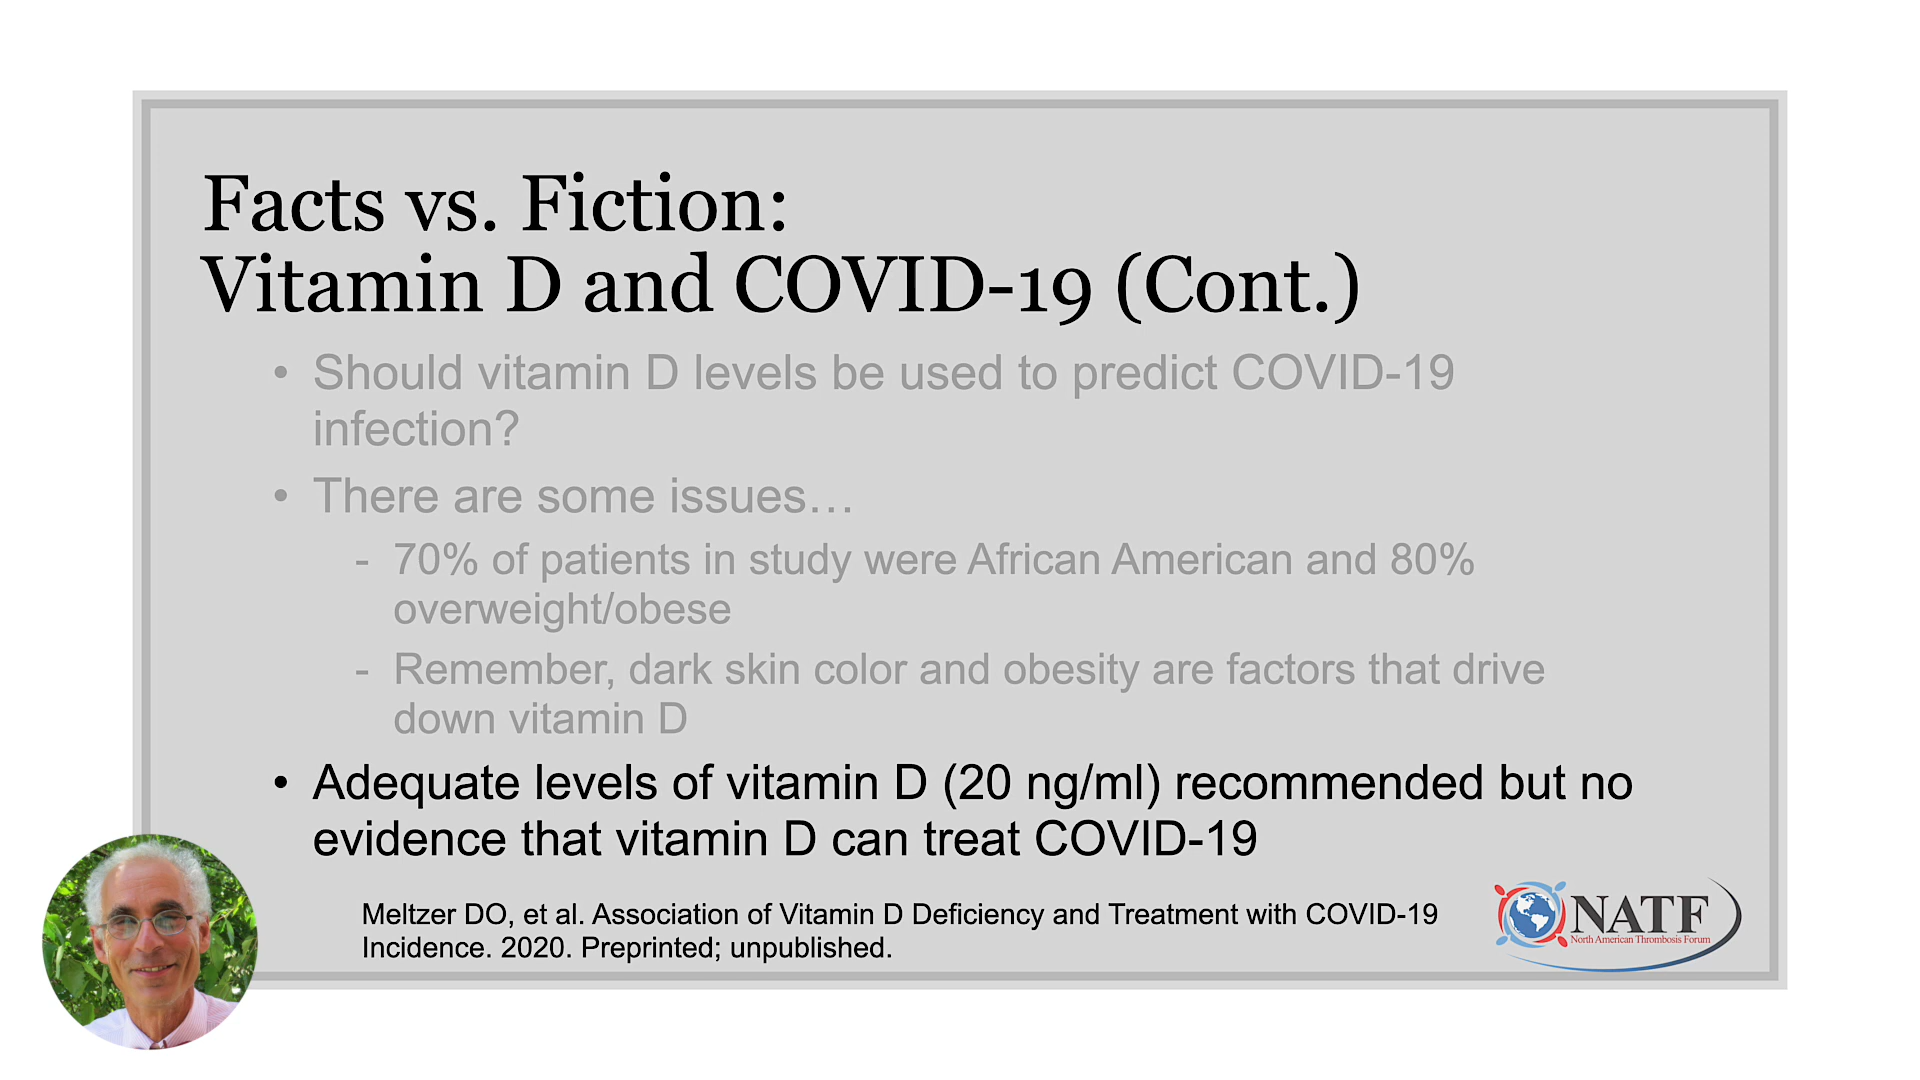 Facts vs. Fiction:
Vitamin D and COVID-19 (Cont.)
• Should vitamin D levels be used to predict COVID-19
infection?
• There are some issues…
- 70% of patients in study were African American and 80%
overweight/obese
- Remember, dark skin color and obesity are factors that drive
down vitamin D
• Adequate levels of vitamin D (20 ng/ml) recommended but no
evidence that vitamin D can treat COVID-19
Meltzer DO, et al. Association of Vitamin D Deficiency and Treatment with COVID-19
Incidence. 2020. Preprinted; unpublished.
NATF
North American Thrombosis Forum